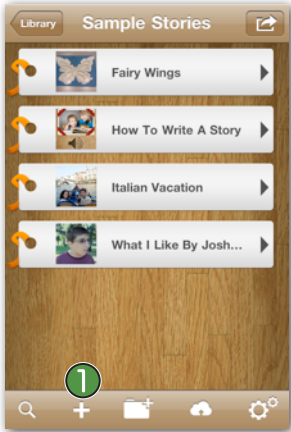 Library
Sample Stories
Fairy Wings
How To Write A Story
Italian Vacation
What I Like By Josh...
1